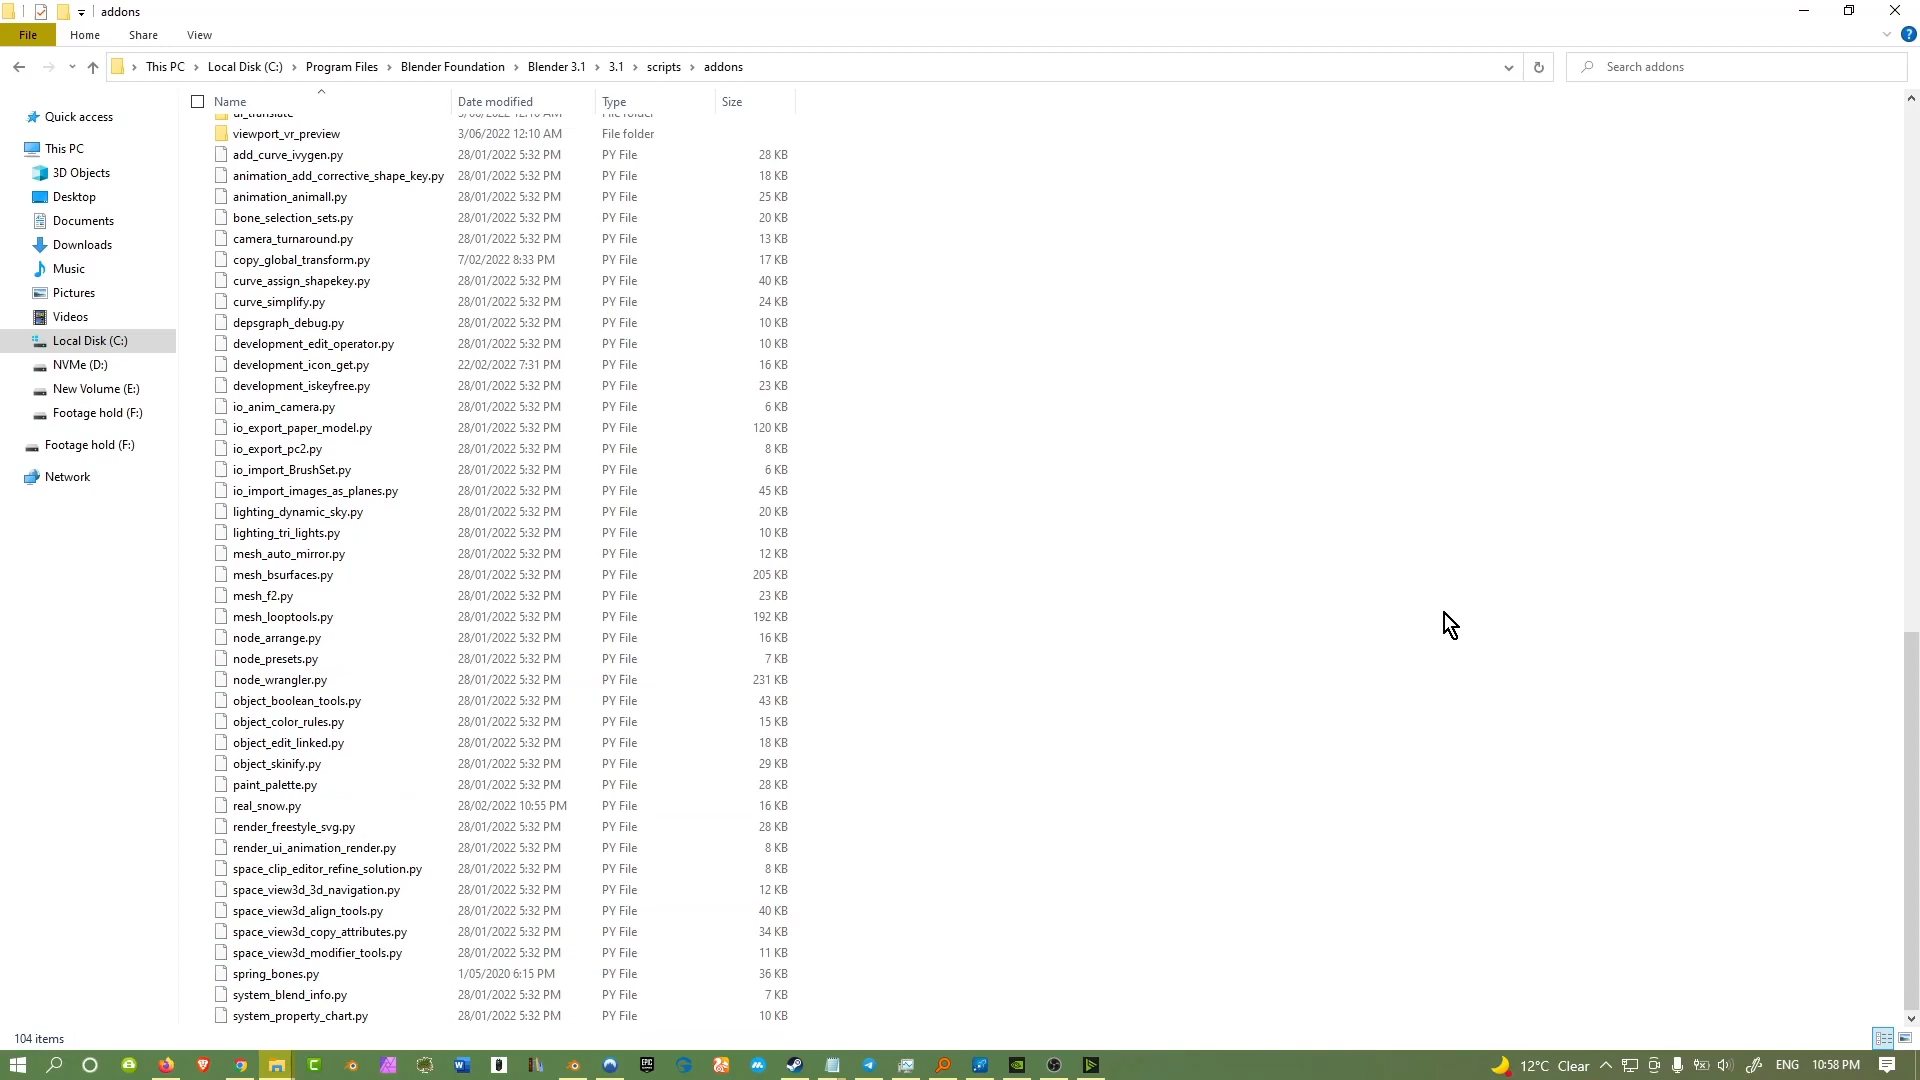 addons
File Home Share View
This PC Local Disk (C:) Program Files Blender Foundation Blender 3.1 3.1 scripts addons
Search addons
Name Date modified Type Size
Quick access
This PC
3D Objects
Desktop
Documents
Downloads
Music
Pictures
Videos
Local Disk (C:)
NVMe (D:)
New Volume (E:)
Footage hold (F:)
Footage hold (F:)
Network
ui_translate 3/06/2022 12:10 AM File folder
viewport_vr_preview 3/06/2022 12:10 AM File folder
add_curve_ivygen.py 28/01/2022 5:32 PM PY File 28 KB
animation_add_corrective_shape_key.py 28/01/2022 5:32 PM PY File 18 KB
animation_animall.py 28/01/2022 5:32 PM PY File 25 KB
bone_selection_sets.py 28/01/2022 5:32 PM PY File 20 KB
camera_turnaround.py 28/01/2022 5:32 PM PY File 13 KB
copy_global_transform.py 7/02/2022 8:33 PM PY File 17 KB
curve_assign_shapekey.py 28/01/2022 5:32 PM PY File 40 KB
curve_simplify.py 28/01/2022 5:32 PM PY File 24 KB
depsgraph_debug.py 28/01/2022 5:32 PM PY File 10 KB
development_edit_operator.py 28/01/2022 5:32 PM PY File 10 KB
development_icon_get.py 22/02/2022 7:31 PM PY File 16 KB
development_iskeyfree.py 28/01/2022 5:32 PM PY File 23 KB
io_anim_camera.py 28/01/2022 5:32 PM PY File 6 KB
io_export_paper_model.py 28/01/2022 5:32 PM PY File 120 KB
io_export_pc2.py 28/01/2022 5:32 PM PY File 8 KB
io_import_BrushSet.py 28/01/2022 5:32 PM PY File 6 KB
io_import_images_as_planes.py 28/01/2022 5:32 PM PY File 45 KB
lighting_dynamic_sky.py 28/01/2022 5:32 PM PY File 20 KB
lighting_tri_lights.py 28/01/2022 5:32 PM PY File 10 KB
mesh_auto_mirror.py 28/01/2022 5:32 PM PY File 12 KB
mesh_bsurfaces.py 28/01/2022 5:32 PM PY File 205 KB
mesh_f2.py 28/01/2022 5:32 PM PY File 23 KB
mesh_looptools.py 28/01/2022 5:32 PM PY File 192 KB
node_arrange.py 28/01/2022 5:32 PM PY File 16 KB
node_presets.py 28/01/2022 5:32 PM PY File 7 KB
node_wrangler.py 28/01/2022 5:32 PM PY File 231 KB
object_boolean_tools.py 28/01/2022 5:32 PM PY File 43 KB
object_color_rules.py 28/01/2022 5:32 PM PY File 15 KB
object_edit_linked.py 28/01/2022 5:32 PM PY File 18 KB
object_skinify.py 28/01/2022 5:32 PM PY File 29 KB
paint_palette.py 28/01/2022 5:32 PM PY File 28 KB
real_snow.py 28/02/2022 10:55 PM PY File 16 KB
render_freestyle_svg.py 28/01/2022 5:32 PM PY File 28 KB
render_ui_animation_render.py 28/01/2022 5:32 PM PY File 8 KB
space_clip_editor_refine_solution.py 28/01/2022 5:32 PM PY File 8 KB
space_view3d_3d_navigation.py 28/01/2022 5:32 PM PY File 12 KB
space_view3d_align_tools.py 28/01/2022 5:32 PM PY File 40 KB
space_view3d_copy_attributes.py 28/01/2022 5:32 PM PY File 34 KB
space_view3d_modifier_tools.py 28/01/2022 5:32 PM PY File 11 KB
spring_bones.py 1/05/2020 6:15 PM PY File 36 KB
system_blend_info.py 28/01/2022 5:32 PM PY File 7 KB
system_property_chart.py 28/01/2022 5:32 PM PY File 10 KB
104 items
12°C Clear ENG 10:58 PM